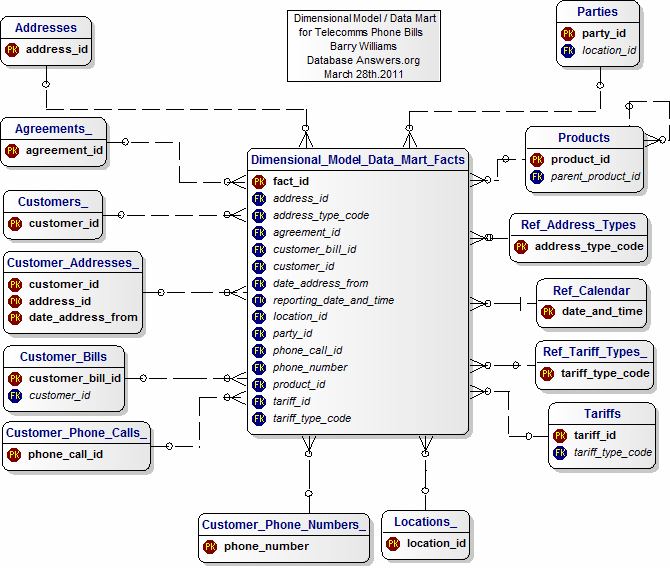 Dimensional Model / Data Mart
for Telecomms Phone Bills
Barry Williams
Database Answers.org
March 28th.2011
Addresses
PK address_id
Parties
PK party_id
FK location_id
Agreements_
PK agreement_id
Products
PK product_id
FK parent_product_id
Customers_
PK customer_id
Customer_Addresses_
PK customer_id
PK address_id
PK date_address_from
Customer_Bills
PK customer_bill_id
FK customer_id
Customer_Phone_Calls_
PK phone_call_id
Dimensional_Model_Data_Mart_Facts
PK fact_id
FK address_id
FK address_type_code
FK agreement_id
FK customer_bill_id
FK customer_id
FK date_address_from
FK reporting_date_and_time
FK location_id
FK party_id
FK phone_call_id
FK phone_number
FK product_id
FK tariff_id
FK tariff_type_code
Ref_Address_Types
PK address_type_code
Ref_Calendar
PK date_and_time
Ref_Tariff_Types_
PK tariff_type_code
Tariffs
PK tariff_id
FK tariff_type_code
Customer_Phone_Numbers_
PK phone_number
Locations_
PK location_id